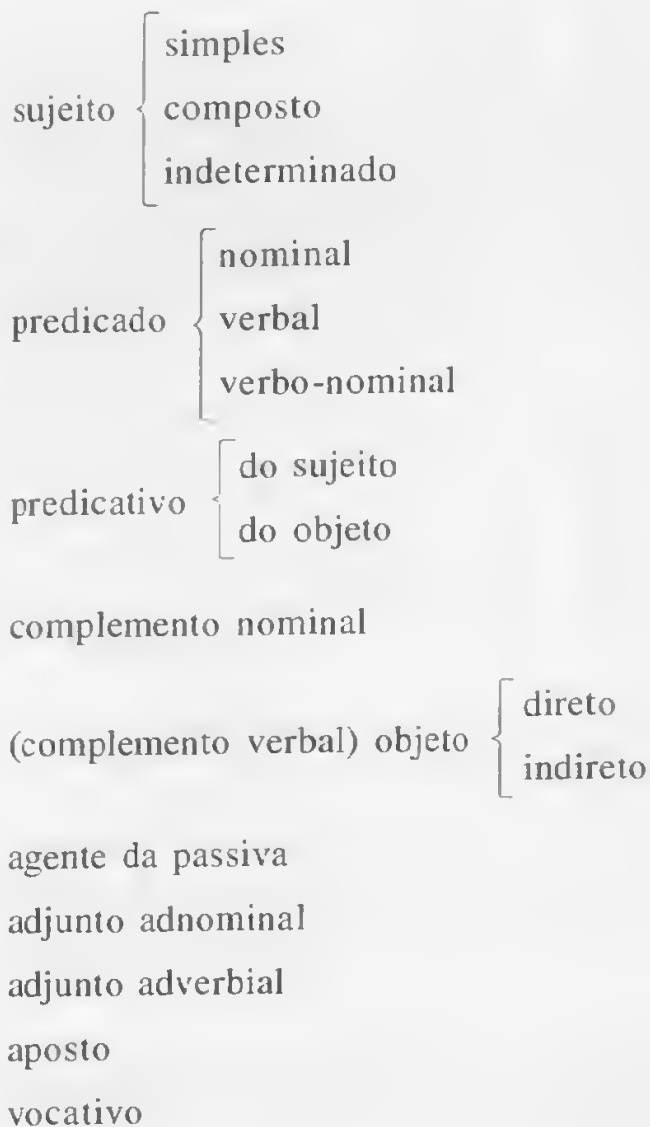 sujeito
simples
composto
indeterminado
predicado
nominal
verbal
verbo-nominal
predicativo
do sujeito
do objeto
complemento nominal
(complemento verbal) objeto
direto
indireto
agente da passiva
adjunto adnominal
adjunto adverbial
aposto
vocativo